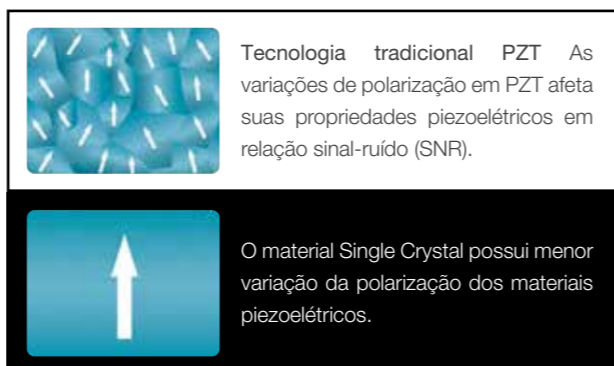 Tecnologia tradicional PZT As
variações de polarização em PZT afeta
suas propriedades piezoelétricos em
relação sinal-ruído (SNR).
O material Single Crystal possui menor
variação da polarização dos materiais
piezoelétricos.